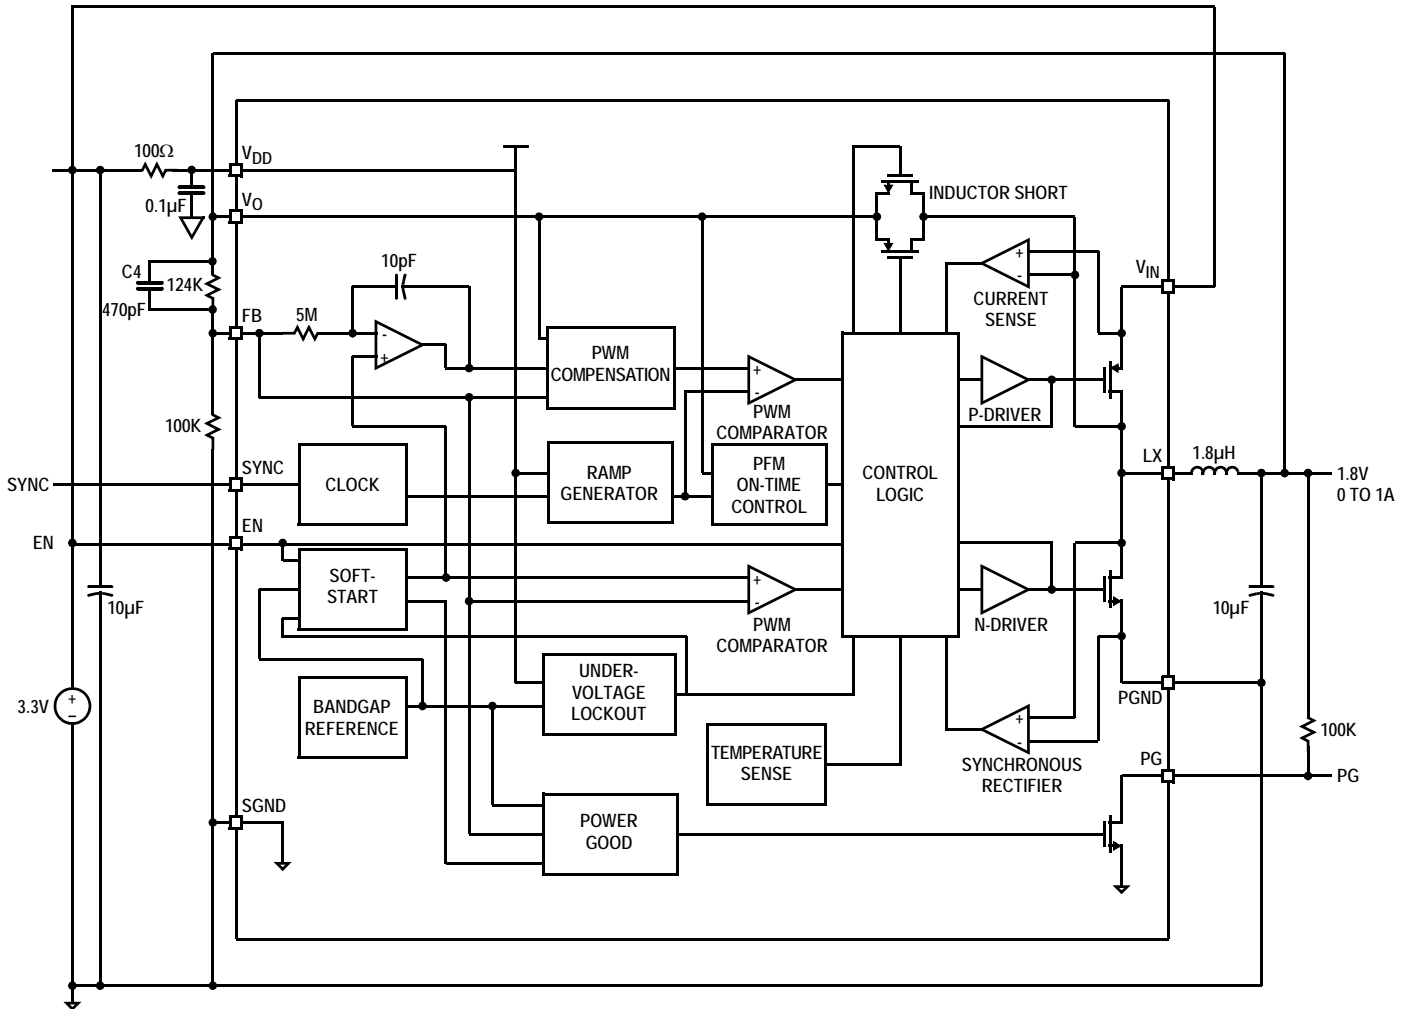 100Ω
V_DD
0.1µF
V_O
INDUCTOR SHORT
C4
124K
470pF
10pF
FB
5M
-
+
PWM
COMPENSATION
+
-
CURRENT
SENSE
V_IN
+
-
PWM
COMPARATOR
P-DRIVER
100K
SYNC
SYNC
CLOCK
RAMP
GENERATOR
PFM
ON-TIME
CONTROL
CONTROL
LOGIC
LX
1.8µH
1.8V
0 TO 1A
EN
EN
SOFT-
START
+
-
PWM
COMPARATOR
N-DRIVER
10µF
10µF
3.3V
+
–
BANDGAP
REFERENCE
UNDER-
VOLTAGE
LOCKOUT
TEMPERATURE
SENSE
+
-
SYNCHRONOUS
RECTIFIER
PGND
100K
PG
PG
SGND
POWER
GOOD